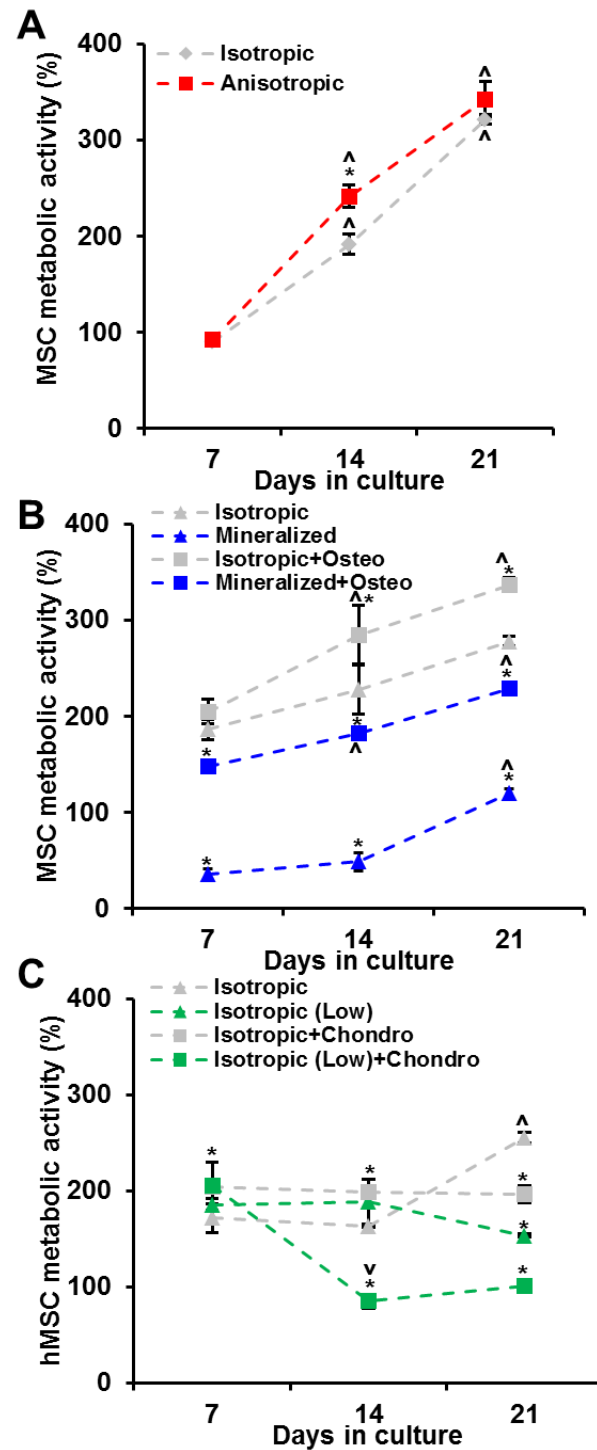 A
MSC metabolic activity (%)
400
300
200
100
0
Isotropic
Anisotropic
^
*
^
^
^
7
14
21
Days in culture
B
MSC metabolic activity (%)
400
300
200
100
0
Isotropic
Mineralized
Isotropic+Osteo
Mineralized+Osteo
^
*
^
*
^
*
*
*
^
^
*
*
*
7
14
21
Days in culture
C
hMSC metabolic activity (%)
400
300
200
100
0
Isotropic
Isotropic (Low)
Isotropic+Chondro
Isotropic (Low)+Chondro
^
*
*
*
*
v
*
*
7
14
21
Days in culture